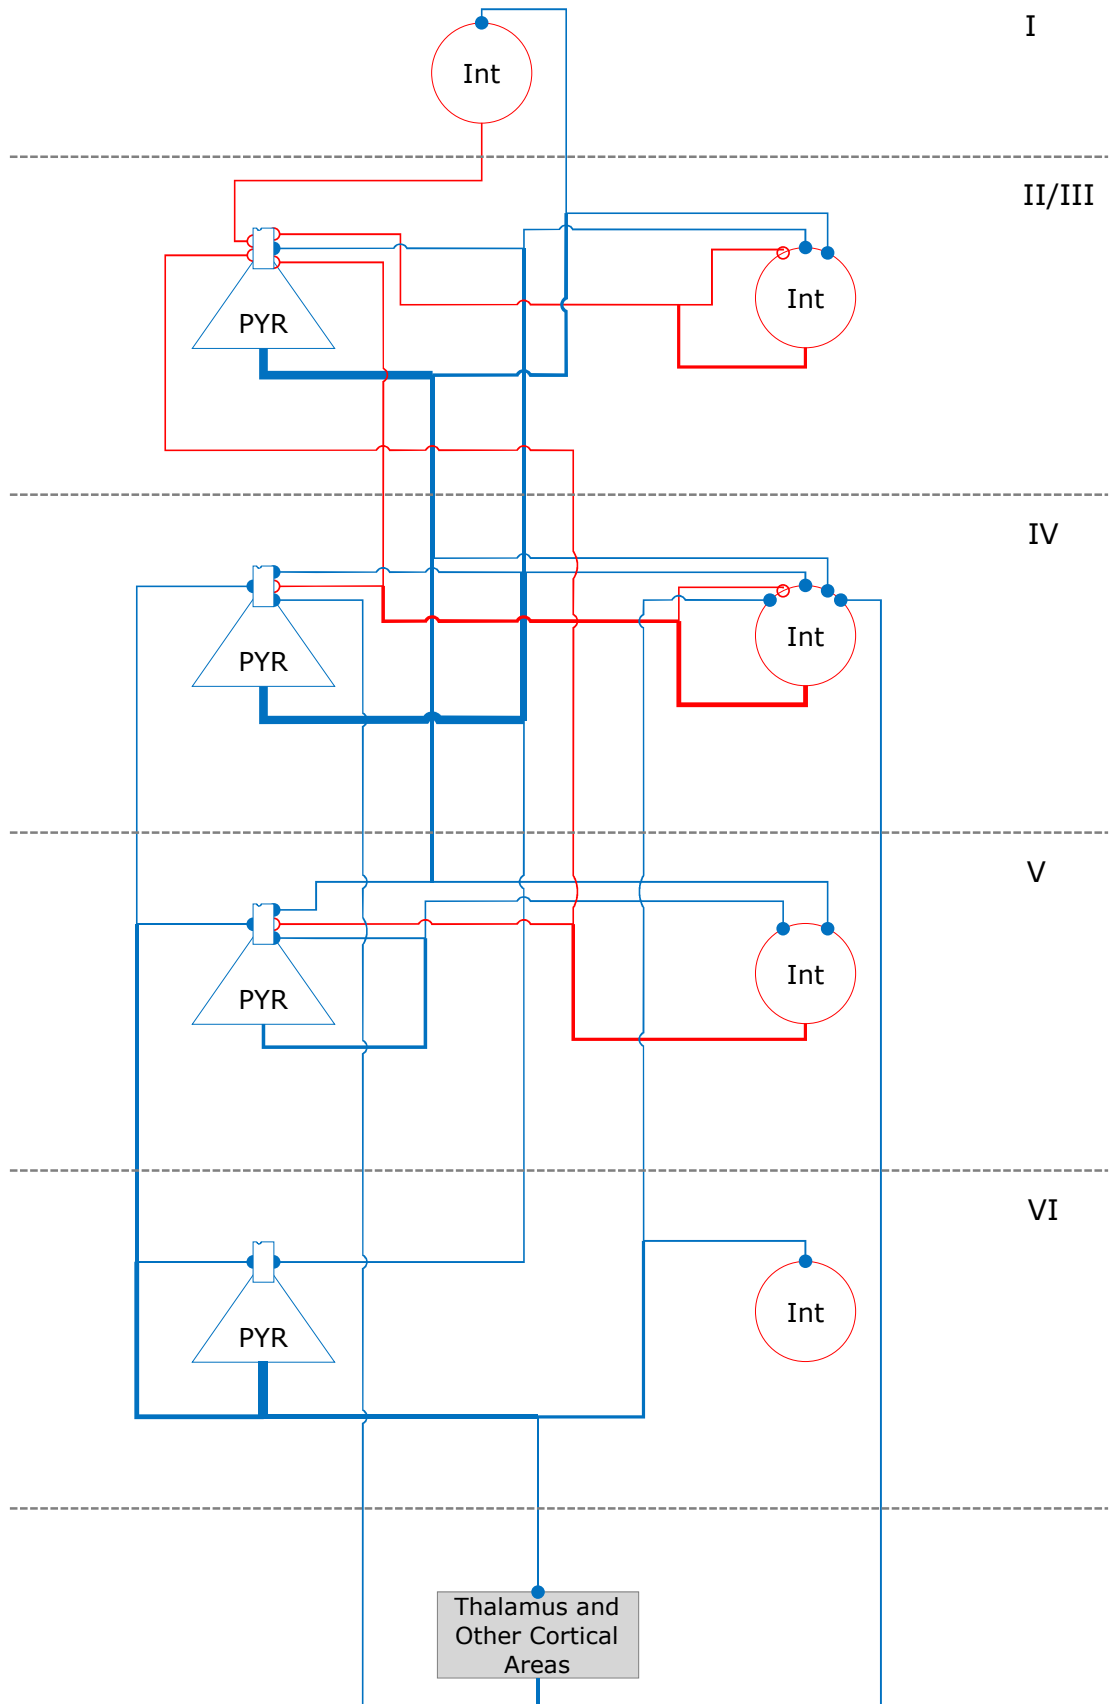 I
Int
II/III
PYR
Int
IV
PYR
Int
V
PYR
Int
VI
PYR
Int
Thalamus and
Other Cortical
Areas